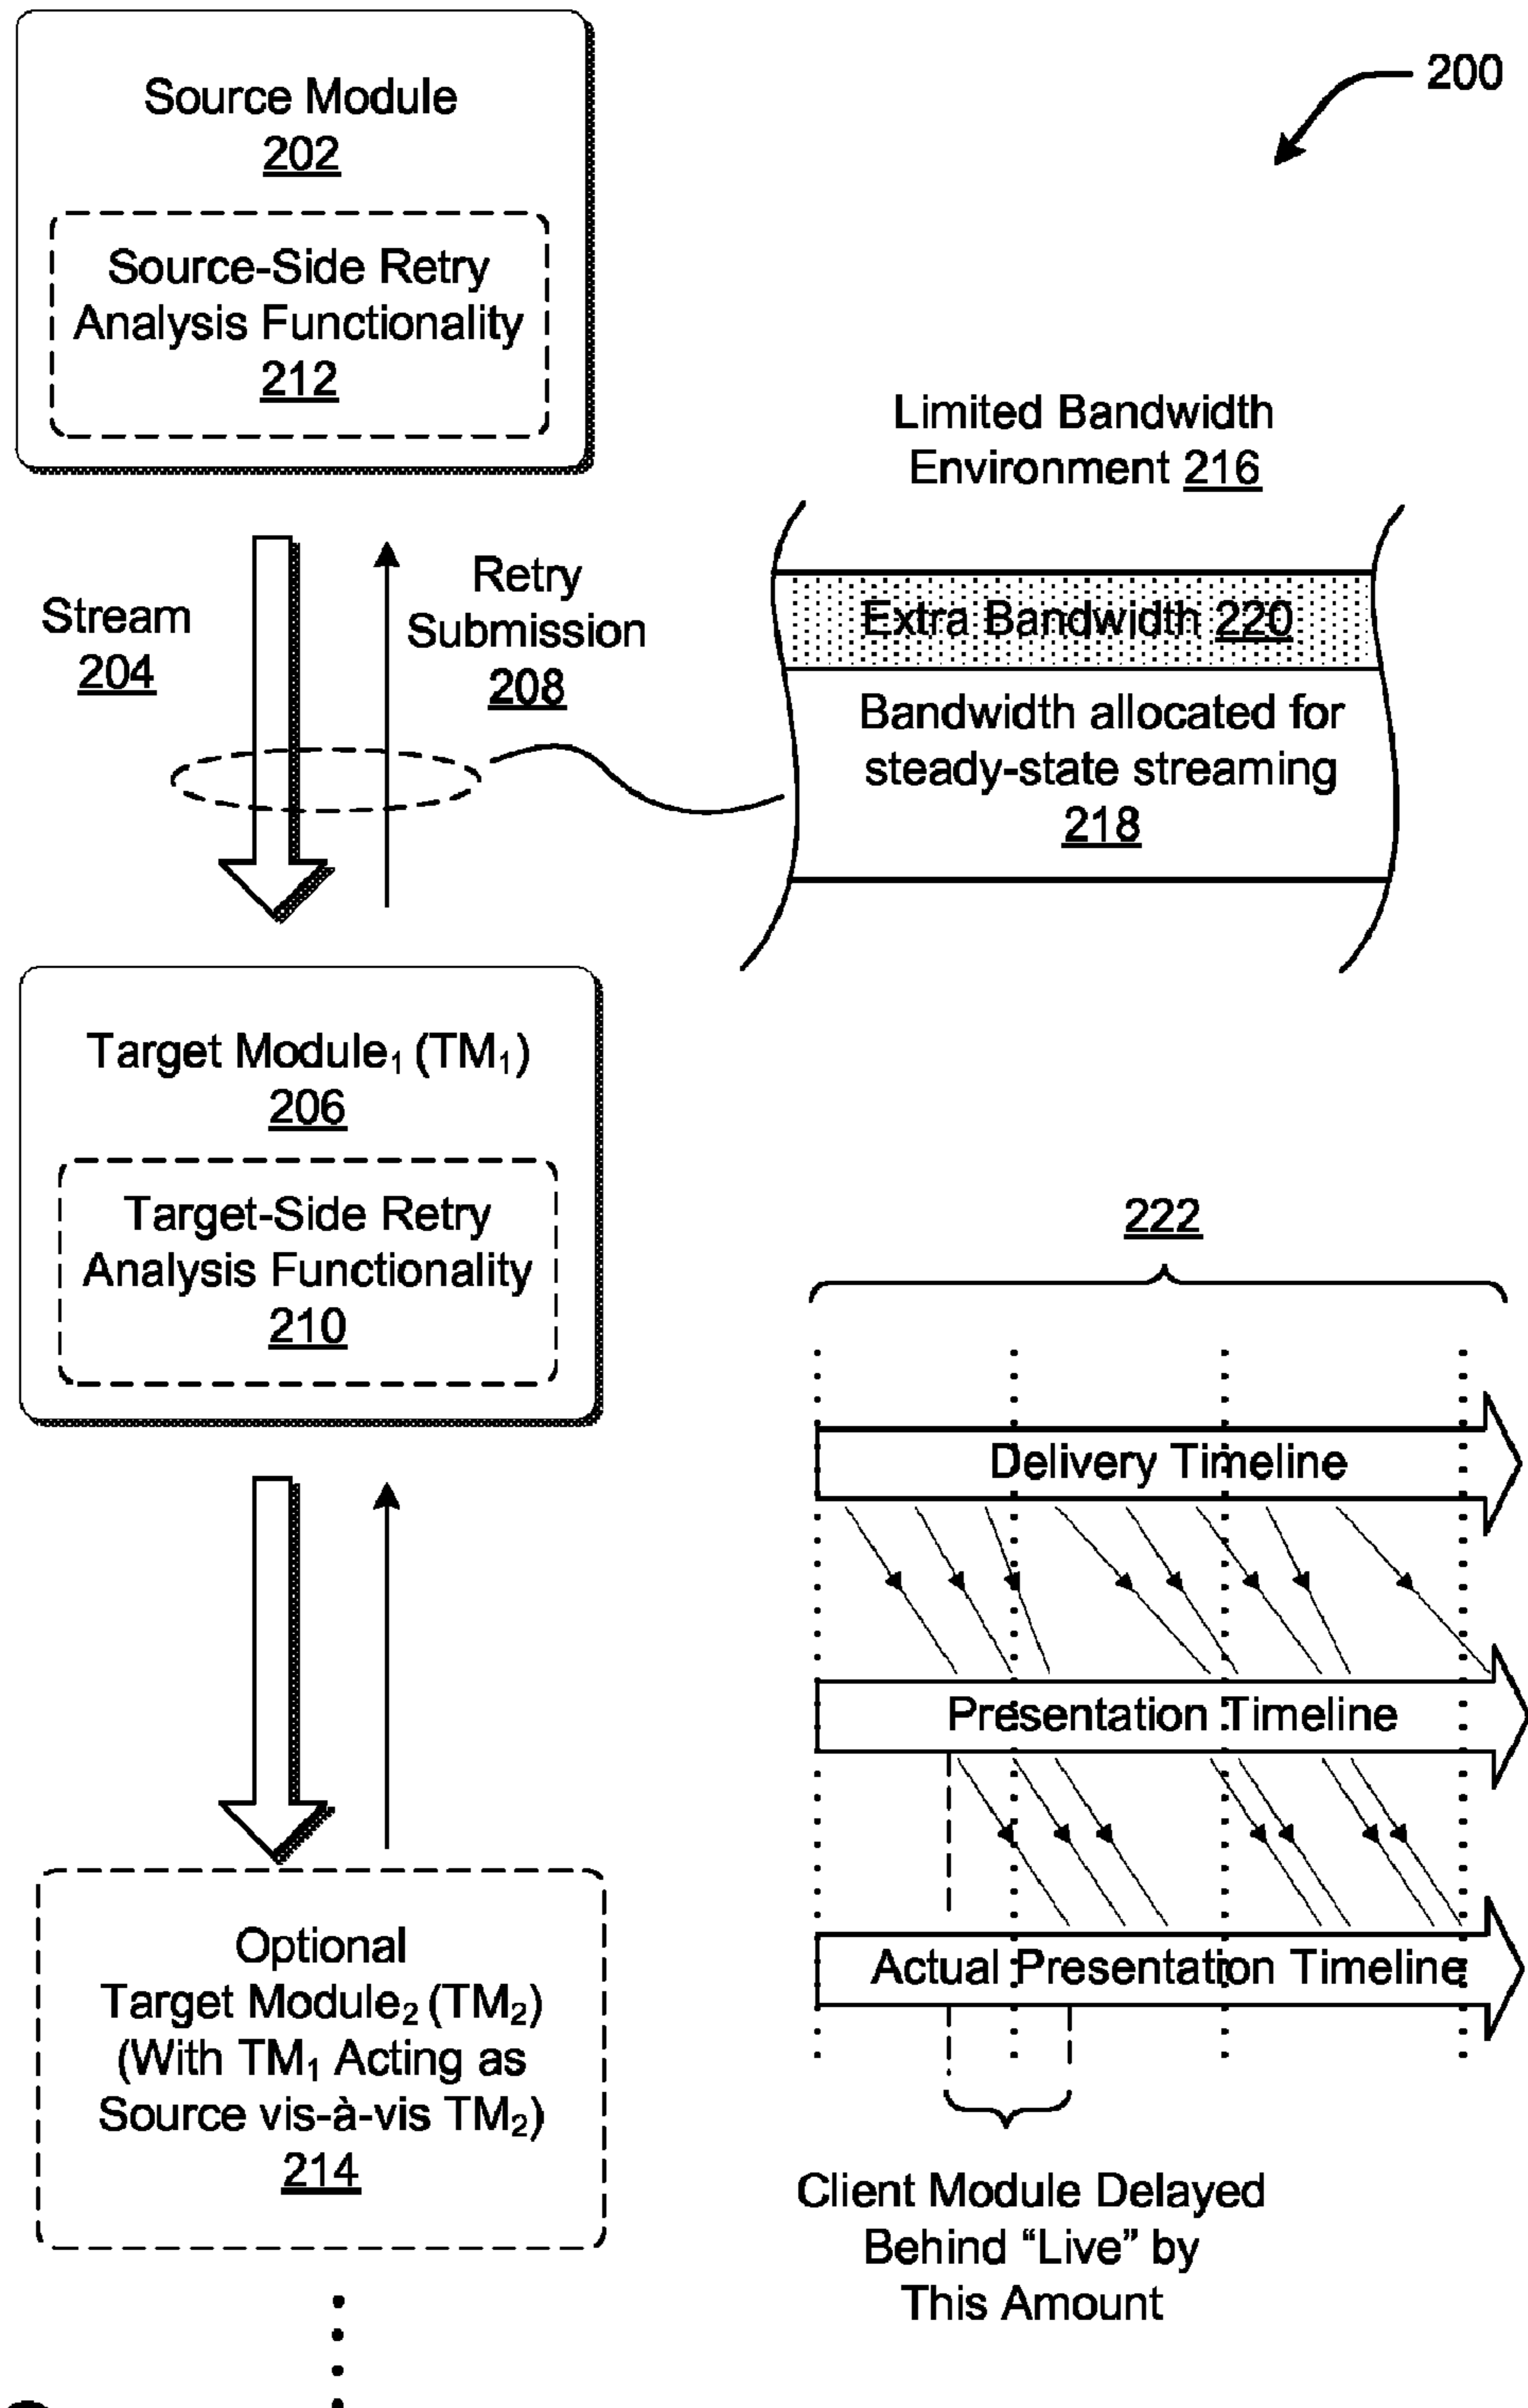 200
Source Module
202
Source-Side Retry
Analysis Functionality
212
Limited Bandwidth
Environment 216
Stream
204
Retry
Submission
208
Extra Bandwidth 220
Bandwidth allocated for
steady-state streaming
218
Target Module₁ (TM₁)
206
Target-Side Retry
Analysis Functionality
210
222
Delivery Timeline
Presentation Timeline
Actual Presentation Timeline
Optional
Target Module₂ (TM₂)
(With TM₁ Acting as
Source vis-à-vis TM₂)
214
Client Module Delayed
Behind “Live” by
This Amount